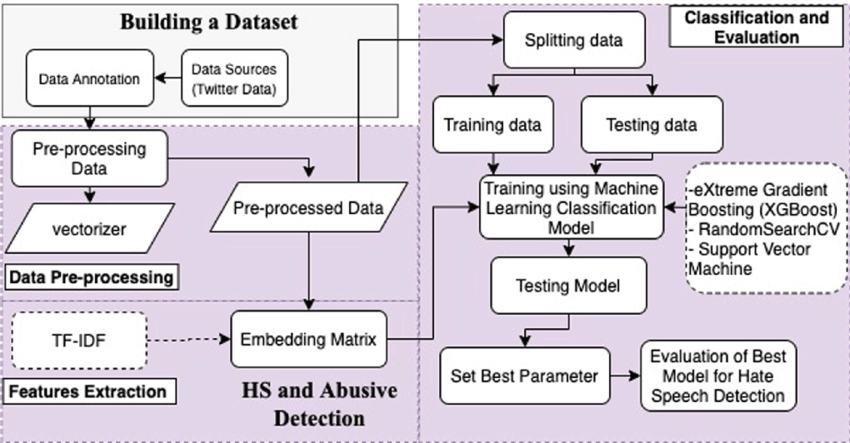 Building a Dataset
Data Annotation
Data Sources
(Twitter Data)
Pre-processing
Data
vectorizer
Pre-processed Data
Data Pre-processing
TF-IDF
Embedding Matrix
Features Extraction
HS and Abusive
Detection
Classification and
Evaluation
Splitting data
Training data
Testing data
Training using Machine
Learning Classification
Model
-eXtreme Gradient
Boosting (XGBoost)
- RandomSearchCV
- Support Vector
Machine
Testing Model
Set Best Parameter
Evaluation of Best
Model for Hate
Speech Detection